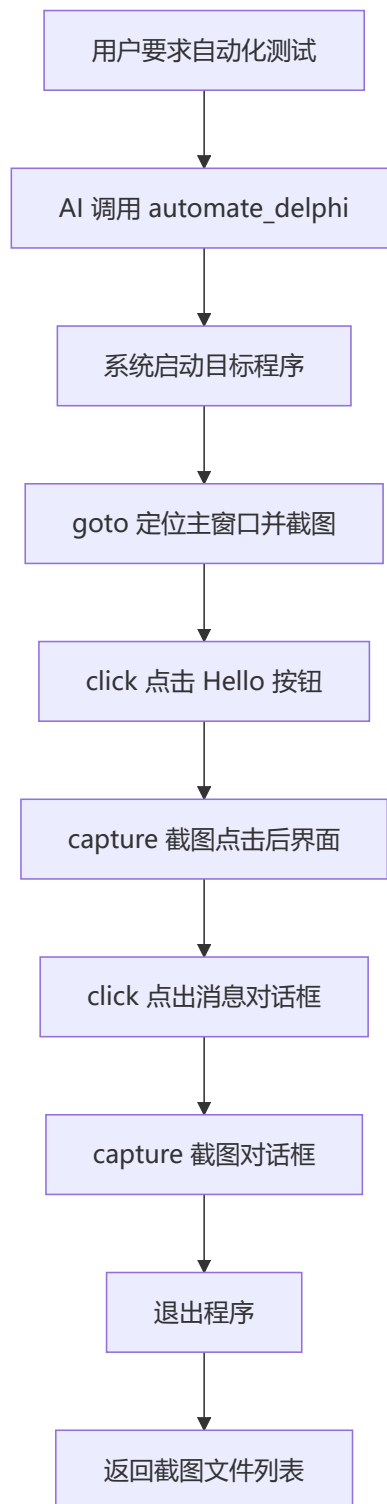 用户要求自动化测试
AI 调用 automate_delphi
系统启动目标程序
goto 定位主窗口并截图
click 点击 Hello 按钮
capture 截图点击后界面
click 点出消息对话框
capture 截图对话框
退出程序
返回截图文件列表